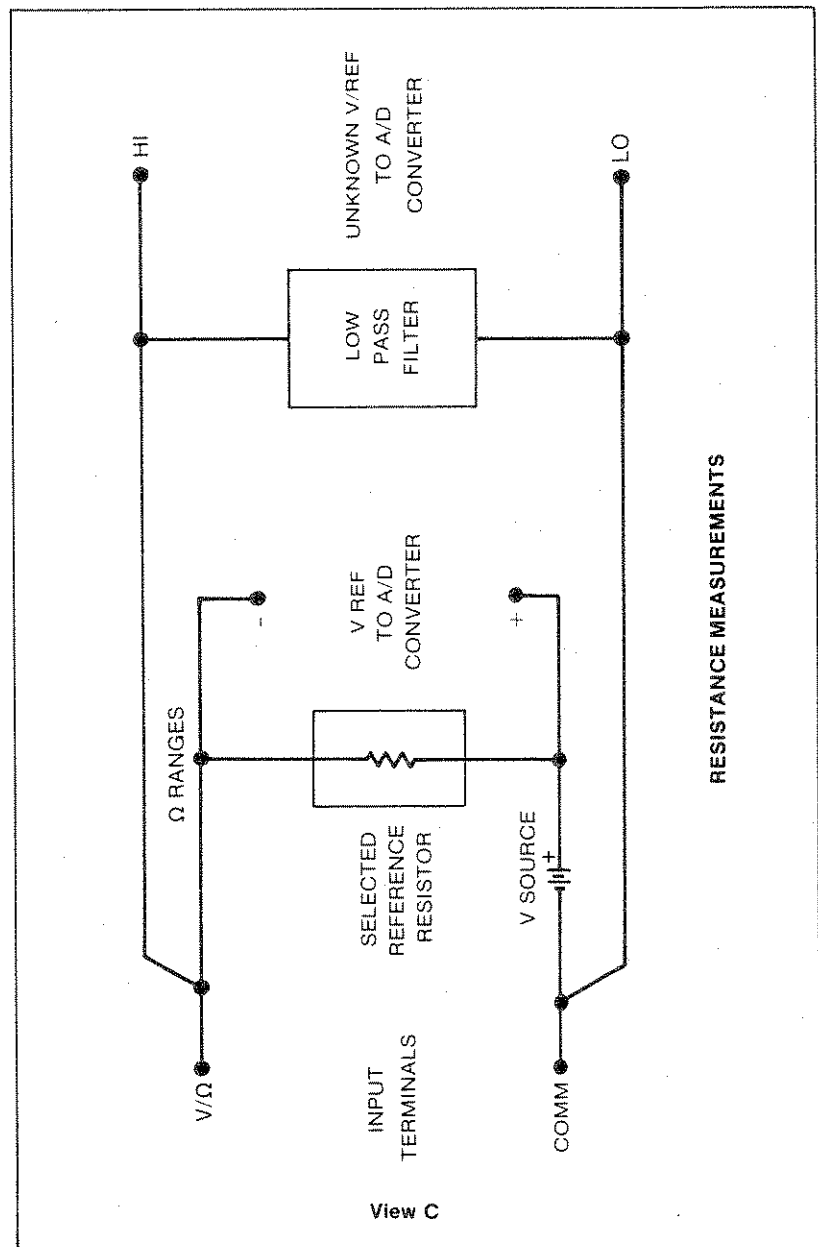 V/Ω
INPUT
TERMINALS
COMM
Ω RANGES
SELECTED
REFERENCE
RESISTOR
V SOURCE
+
-
V REF
TO A/D
CONVERTER
+
LOW
PASS
FILTER
HI
UNKNOWN V/REF
TO A/D
CONVERTER
LO
RESISTANCE MEASUREMENTS
View C